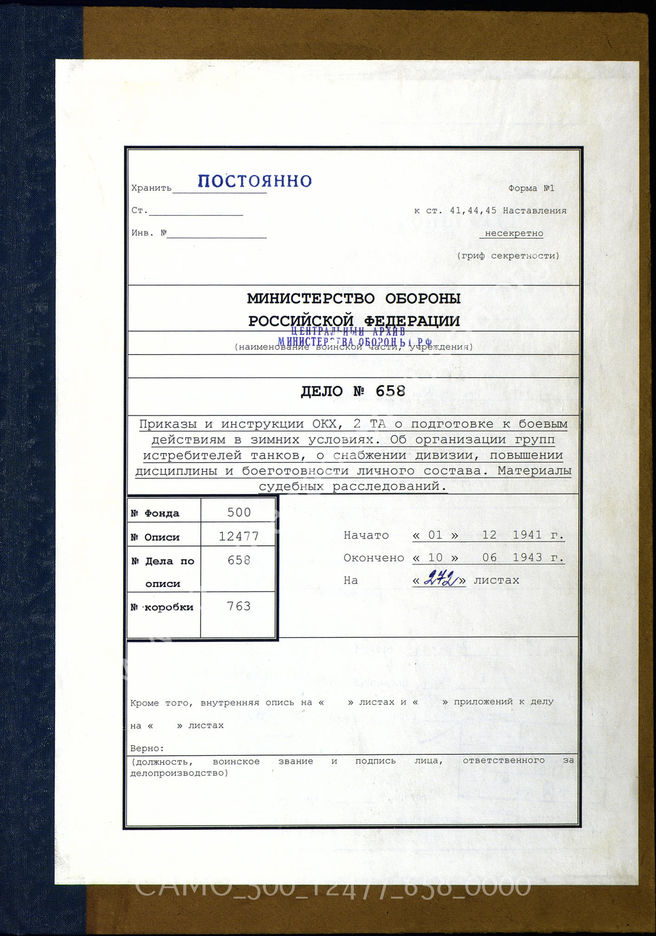 Хранить ПОСТОЯННО
Форма №1
Ст.
к ст. 41,44,45 Наставления
Инв. №
несекретно
(гриф секретности)
МИНИСТЕРСТВО ОБОРОНЫ
РОССИЙСКОЙ ФЕДЕРАЦИИ
ЦЕНТРАЛЬНЫЙ АРХИВ
МИНИСТЕРСТВА ОБОРОНЫ РФ
(наименование воинской части, учреждения)
ДЕЛО № 658
Приказы и инструкции ОКХ, 2 ТА о подготовке к боевым
действиям в зимних условиях. Об организации групп
истребителей танков, о снабжении дивизии, повышении
дисциплины и боеготовности личного состава. Материалы
судебных расследований.
№ Фонда 500
№ Описи 12477
№ Дела по 658
описи
№ коробки 763
Начато « 01 » 12 1941 г.
Окончено « 10 » 06 1943 г.
На « 272 » листах
Кроме того, внутренняя опись на « » листах и « » приложений к делу
на « » листах
Верно:
(должность, воинское звание и подпись лица, ответственного за
делопроизводство)
CAMO_500_12477_658_0000